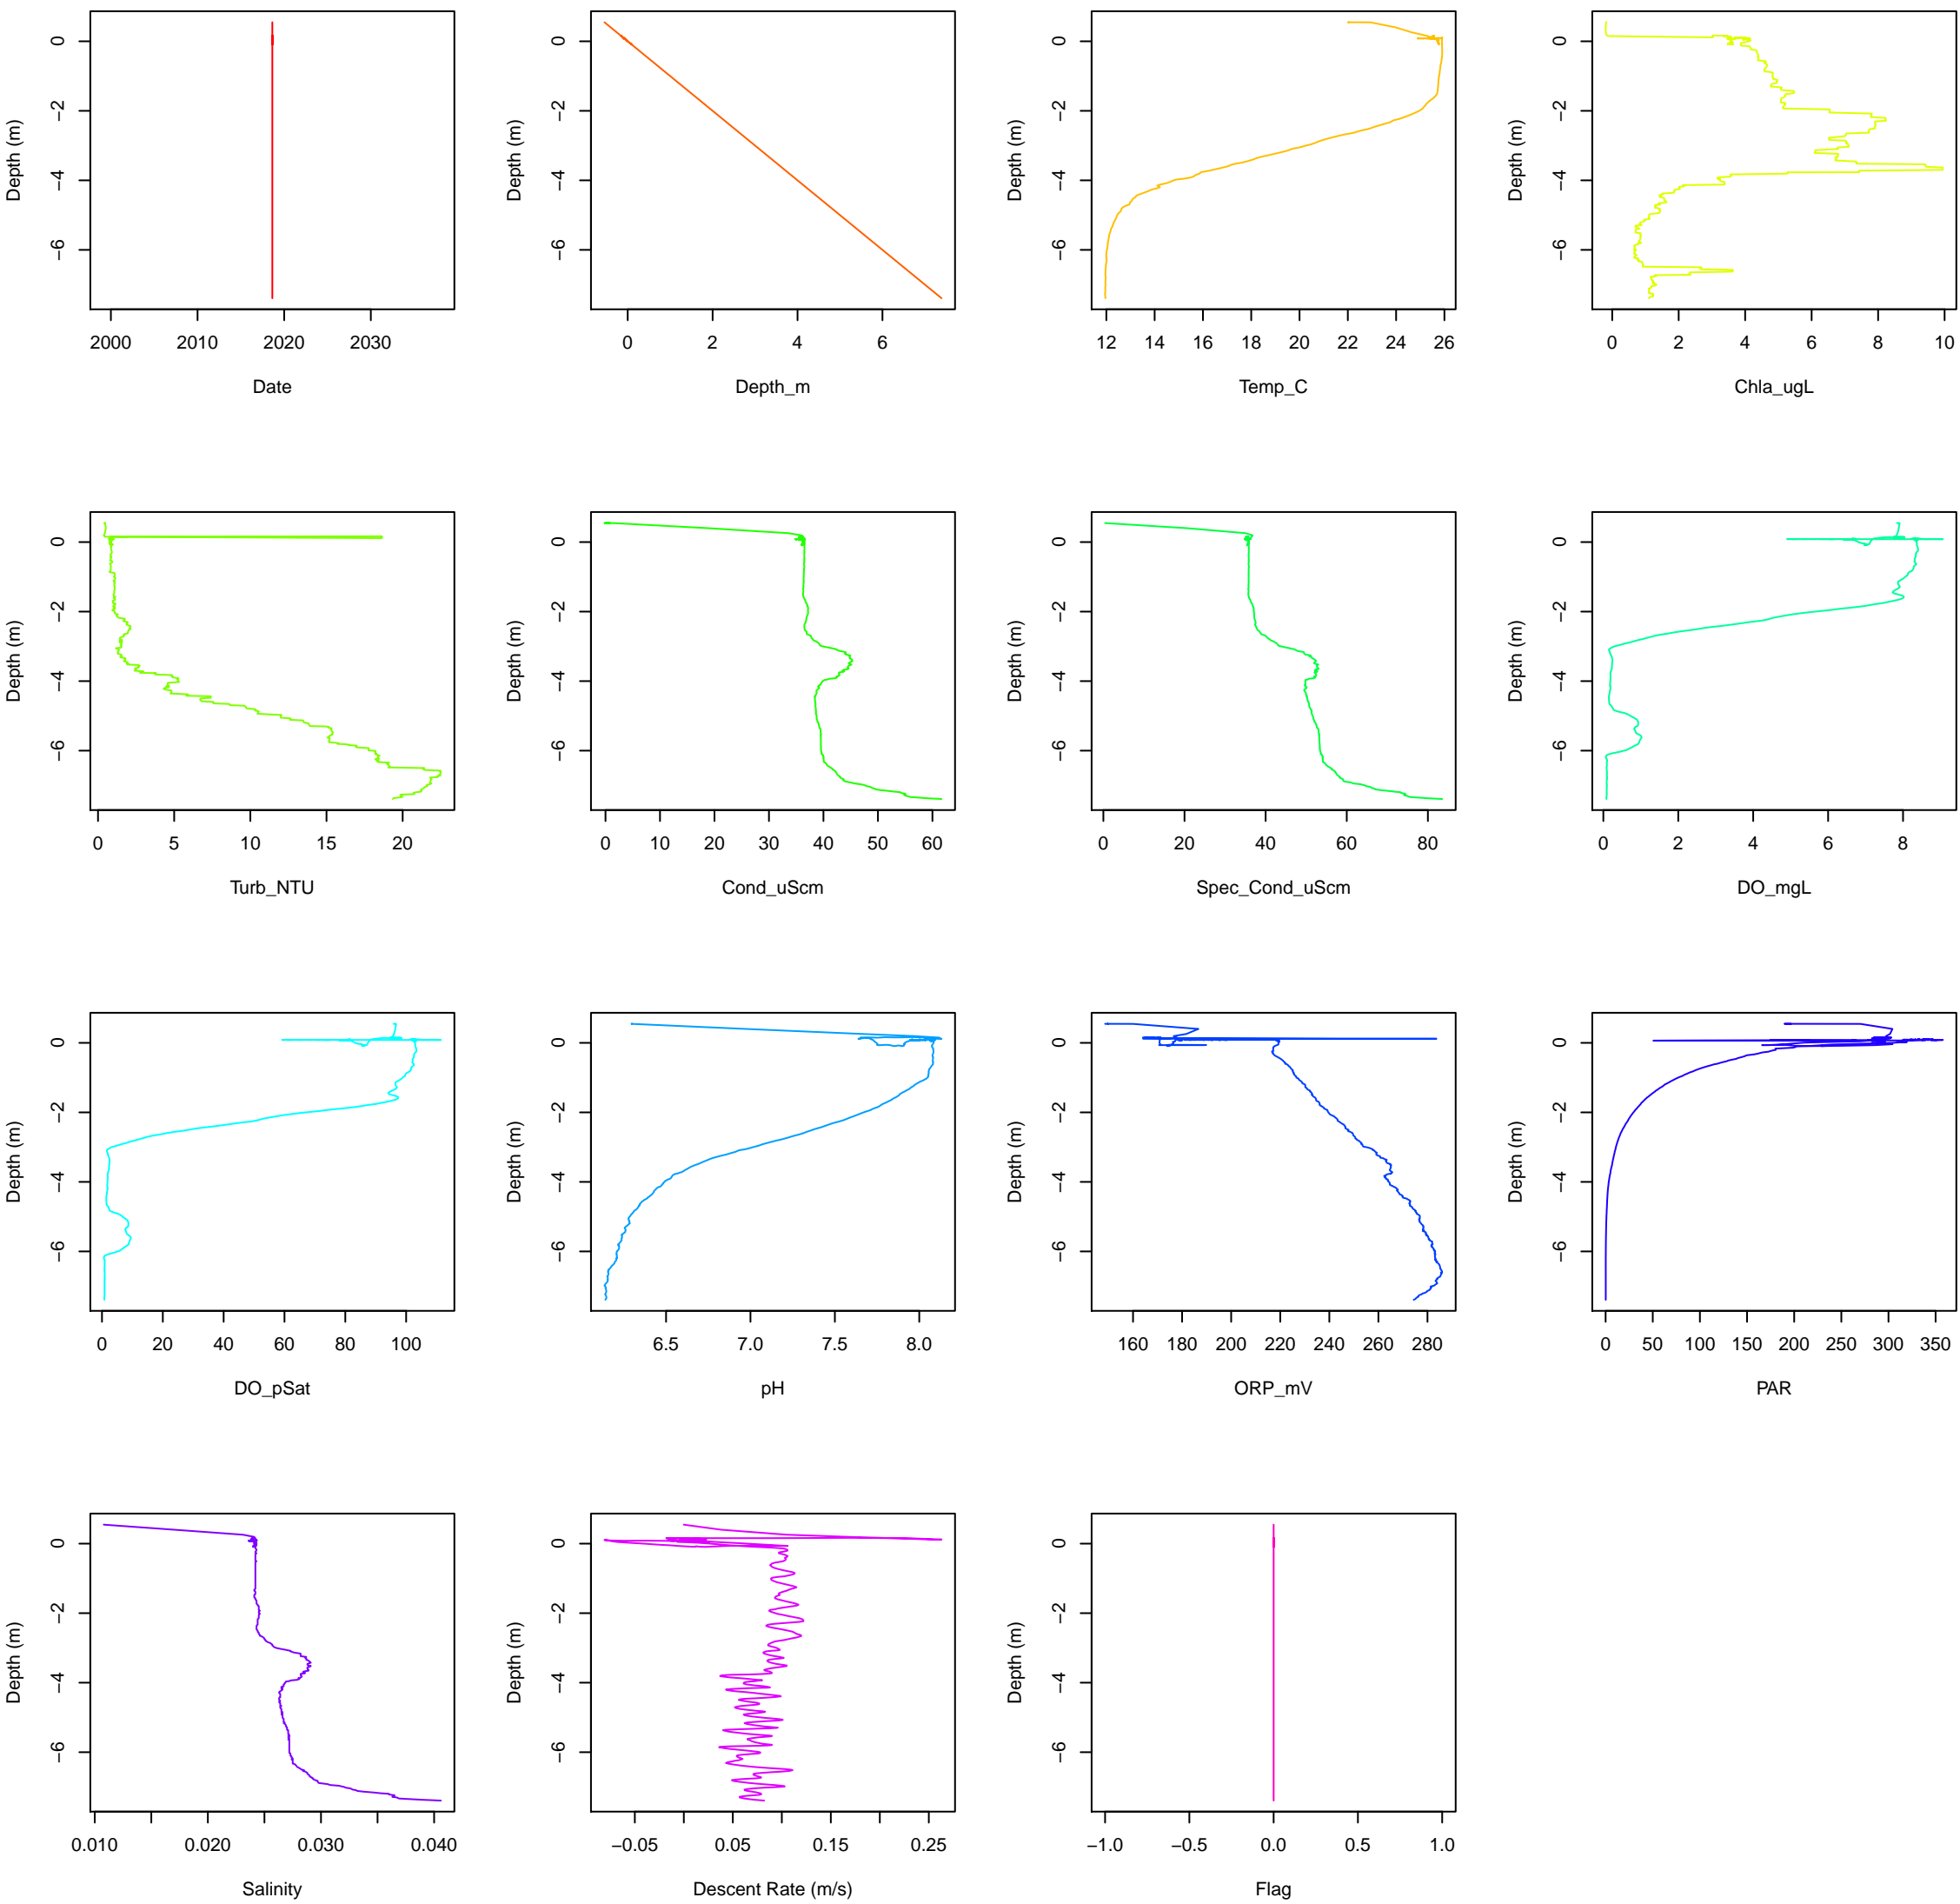 0 0 0 0
-2 -2 -2 -2
Depth (m) Depth (m) Depth (m) Depth (m)
-4 -4 -4 -4
-6 -6 -6 -6
2000 2010 2020 2030 0 2 4 6 12 14 16 18 20 22 24 26 0 2 4 6 8 10
Date Depth_m Temp_C Chla_ugL
0 0 0 0
-2 -2 -2 -2
Depth (m) Depth (m) Depth (m) Depth (m)
-4 -4 -4 -4
-6 -6 -6 -6
0 5 10 15 20 0 10 20 30 40 50 60 0 20 40 60 80 0 2 4 6 8
Turb_NTU Cond_uScm Spec_Cond_uScm DO_mgL
0 0 0 0
-2 -2 -2 -2
Depth (m) Depth (m) Depth (m) Depth (m)
-4 -4 -4 -4
-6 -6 -6 -6
0 20 40 60 80 100 6.5 7.0 7.5 8.0 160 180 200 220 240 260 280 0 50 100 150 200 250 300 350
DO_pSat pH ORP_mV PAR
0 0 0
-2 -2 -2
Depth (m) Depth (m) Depth (m)
-4 -4 -4
-6 -6 -6
0.010 0.020 0.030 0.040 -0.05 0.05 0.15 0.25 -1.0 -0.5 0.0 0.5 1.0
Salinity Descent Rate (m/s) Flag